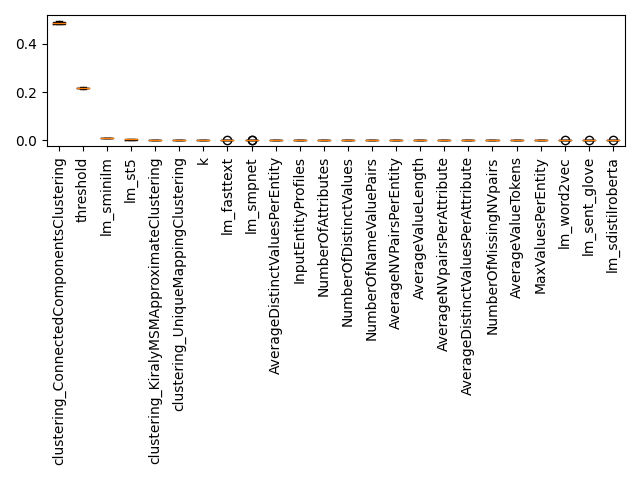 0.4
0.2
0.0
clustering_ConnectedComponentsClustering
threshold
lm_sminilm
lm_st5
clustering_KiralyMSMApproximateClustering
clustering_UniqueMappingClustering
k
lm_fasttext
lm_smpnet
AverageDistinctValuesPerEntity
InputEntityProfiles
NumberOfAttributes
NumberOfDistinctValues
NumberOfNameValuePairs
AverageNVPairsPerEntity
AverageValueLength
AverageNVpairsPerAttribute
AverageDistinctValuesPerAttribute
NumberOfMissingNVpairs
AverageValueTokens
MaxValuesPerEntity
lm_word2vec
lm_sent_glove
lm_sdistilroberta